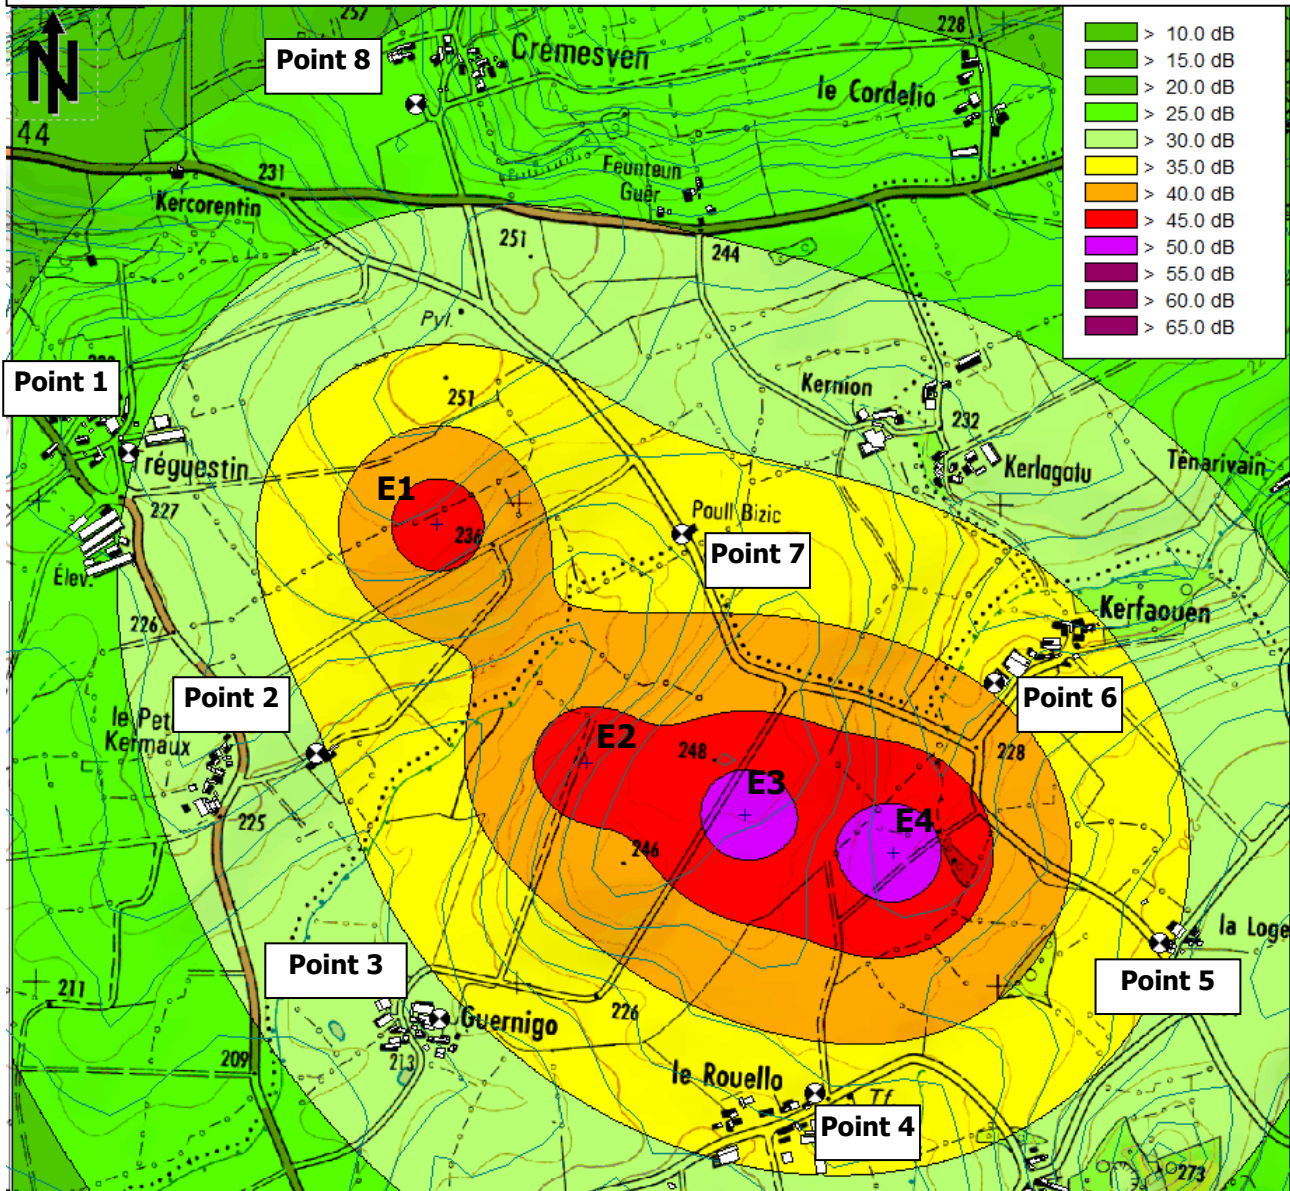 N
257
228
Point 8
Crémesven
le Cordelio
44
231
Feunteun
Guêr
Kercorentin
251
244
> 10.0 dB
> 15.0 dB
> 20.0 dB
> 25.0 dB
> 30.0 dB
> 35.0 dB
> 40.0 dB
> 45.0 dB
> 50.0 dB
> 55.0 dB
> 60.0 dB
> 65.0 dB
Pyl.
Point 1
251
Kernion
232
Tréguestin
E1
Kerlagatu
Ténarivain
227
236
Poull Bizic
Point 7
Élev.
226
Kerfaouen
Point 2
Point 6
le Pet
Kermaux
E2
248
228
E3
225
E4
246
Point 3
la Loge
211
Point 5
226
Guernigo
209
213
le Rouello
Tf
Point 4
273